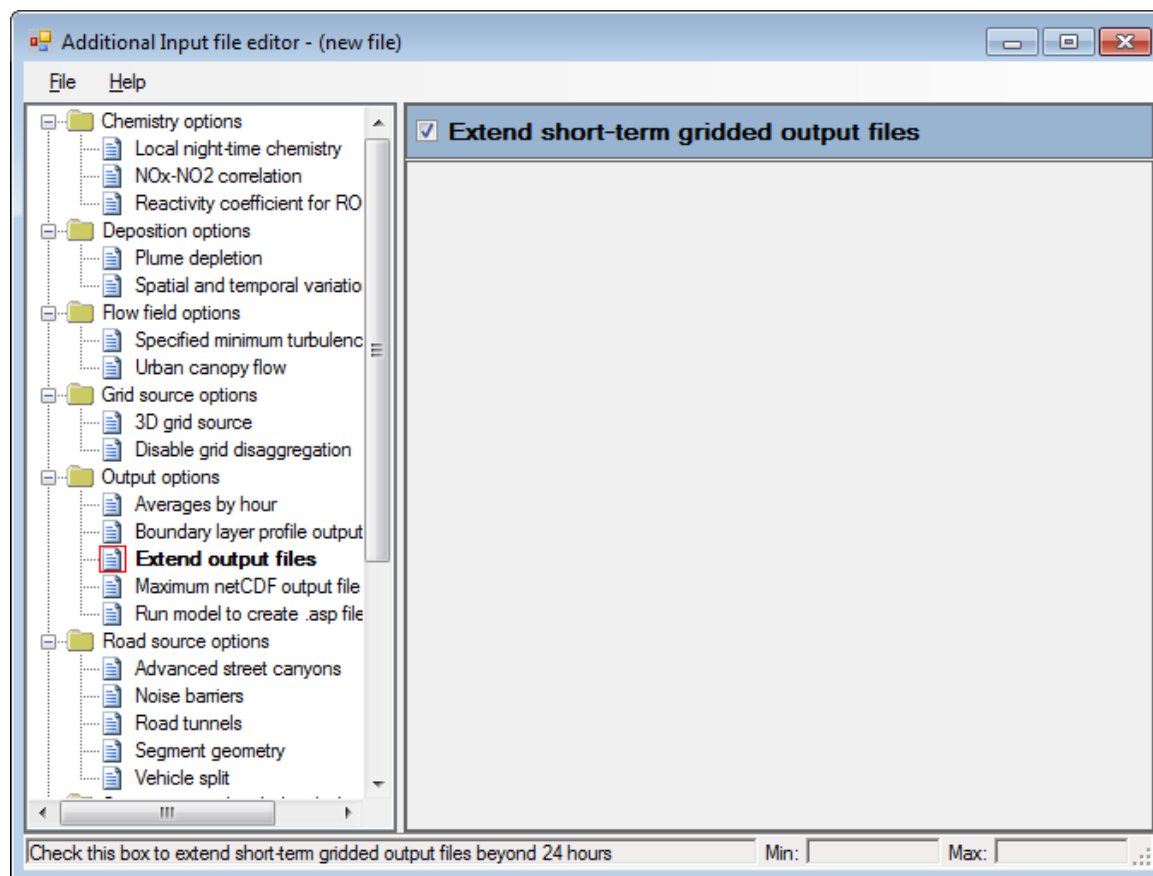 Additional Input file editor - (new file)
File Help
Chemistry options
Local night-time chemistry
NOx-NO2 correlation
Reactivity coefficient for RO
Deposition options
Plume depletion
Spatial and temporal variatio
Flow field options
Specified minimum turbulenc
Urban canopy flow
Grid source options
3D grid source
Disable grid disaggregation
Output options
Averages by hour
Boundary layer profile output
Extend output files
Maximum netCDF output file
Run model to create .asp file
Road source options
Advanced street canyons
Noise barriers
Road tunnels
Segment geometry
Vehicle split
Extend short-term gridded output files
Check this box to extend short-term gridded output files beyond 24 hours
Min:
Max: